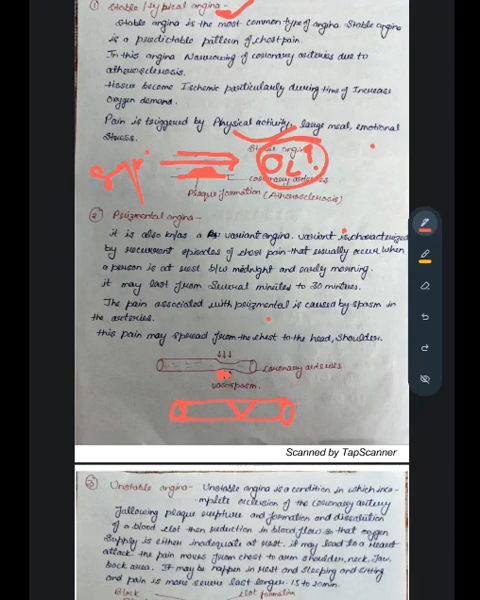 ① Stable / typical angina -
Stable angina is the most common type of angina. Stable angina
is a predictable pattern of chest pain.
In this angina Narrowing of coronary arteries due to
atherosclerosis.
tissue become Ischemic particularly during time of Increase
oxygen demand.
Pain is triggered by Physical activity, large meal, emotional
stress.
Stable angina
coronary arteries
Plaque formation (Atherosclerosis)
② Prizmental angina -
it is also k/as a variant angina. variant is characterized
by recurrent episodes of chest pain that usually occur when
a person is at rest b/w midnight and early morning.
it may last from several minutes to 30 mintues.
The pain associated with prizmental is caused by spasm in
the arteries.
this pain may spread from the chest to the head, shoulder.
coronary arteries
vasospasm.
Scanned by TapScanner
③ Unstable angina - Unstable angina is a condition in which inco-
-mplete occlusion of the coronary artery
following plaque rupture and formation and dissolution
of a blood clot then reduction in blood flow that oxygen
supply is either inadequate at rest. it may lead to a Heart
attack the pain moves from chest to arm shoulder, neck, Jaw,
back area. It may be happen in rest and sleeping and sitting
and pain is more severe last longer. 15 to 20min.
Block
clot formation